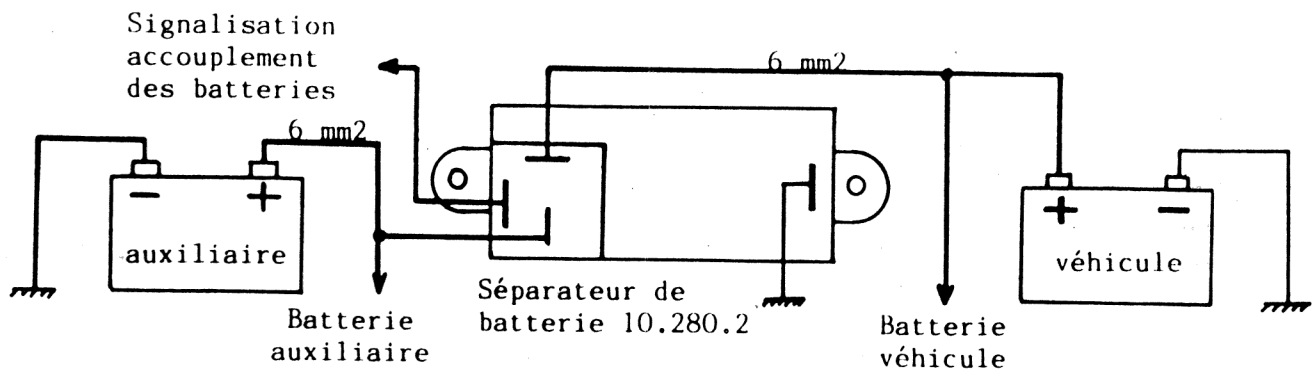 Signalisation
accouplement
des batteries
6 mm2
6 mm2
- +
auxiliaire
+ -
véhicule
Séparateur de
batterie 10.280.2
Batterie
auxiliaire
Batterie
véhicule